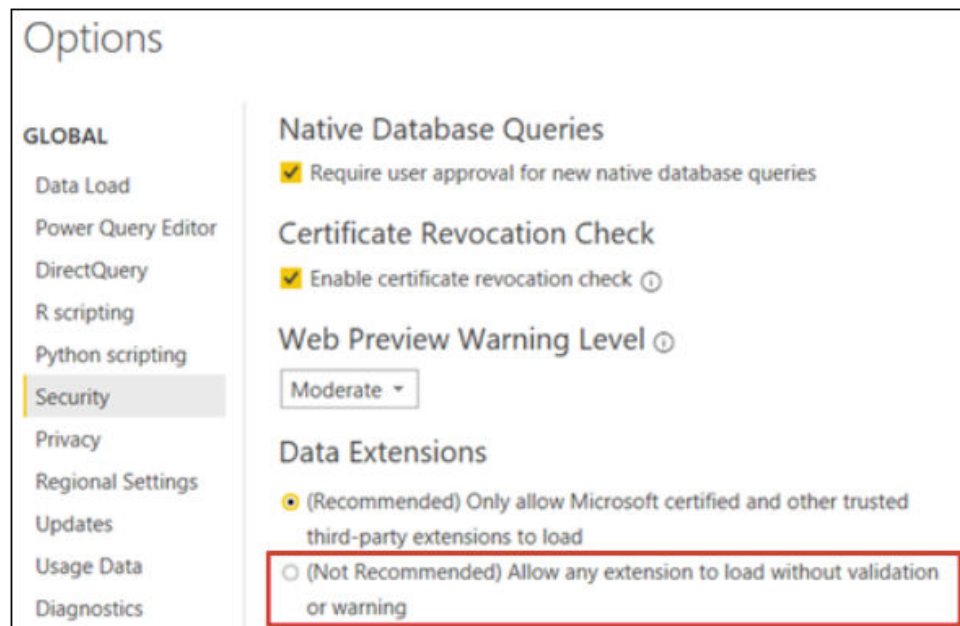 Options
GLOBAL
Data Load
Power Query Editor
DirectQuery
R scripting
Python scripting
Security
Privacy
Regional Settings
Updates
Usage Data
Diagnostics
Native Database Queries
Require user approval for new native database queries
Certificate Revocation Check
Enable certificate revocation check
Web Preview Warning Level
Moderate
Data Extensions
(Recommended) Only allow Microsoft certified and other trusted
third-party extensions to load
(Not Recommended) Allow any extension to load without validation
or warning